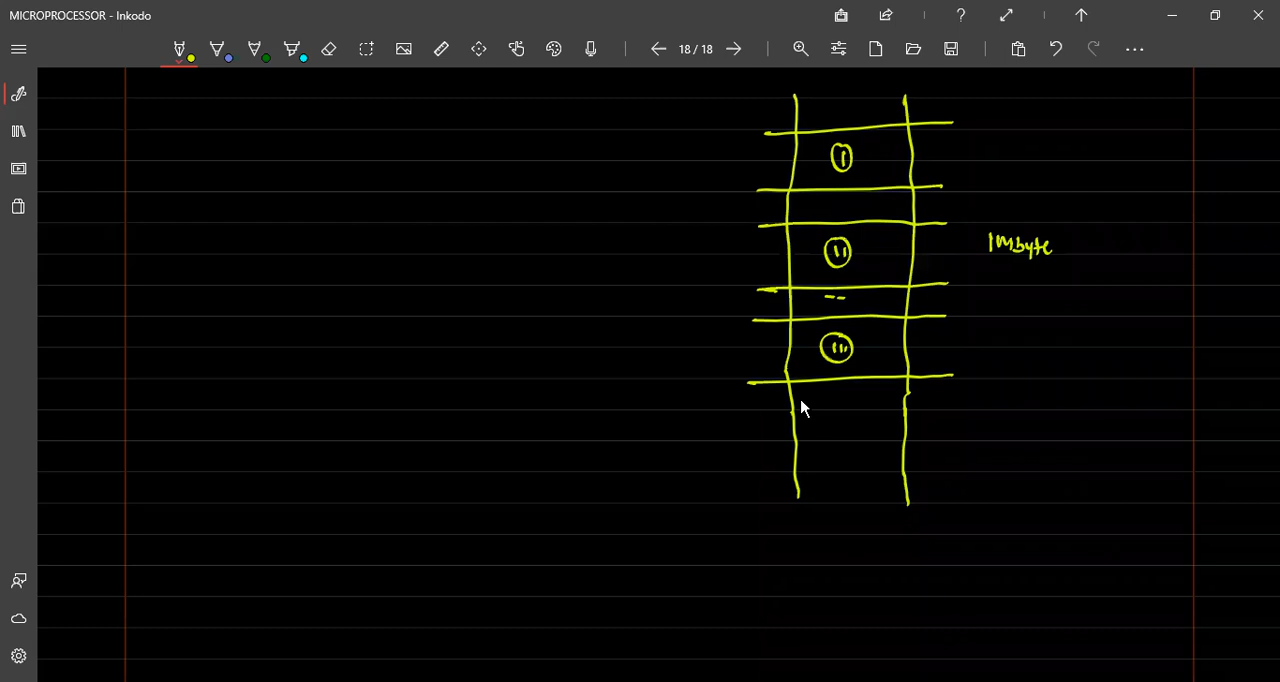 MICROPROCESSOR - Inkodo
18 / 18
I
II
1Mbyte
III